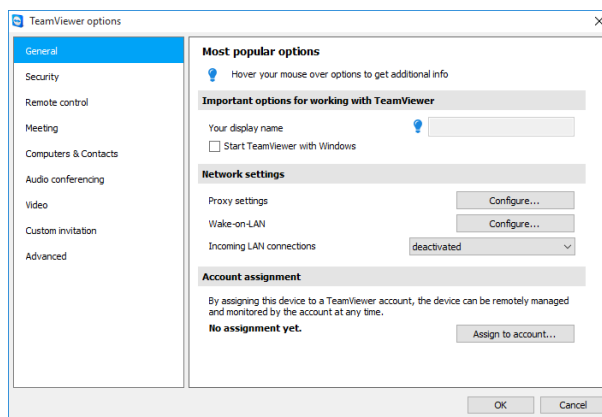 TeamViewer options
General
Security
Remote control
Meeting
Computers & Contacts
Audio conferencing
Video
Custom invitation
Advanced
Most popular options
Hover your mouse over options to get additional info
Important options for working with TeamViewer
Your display name
Start TeamViewer with Windows
Network settings
Proxy settings Configure...
Wake-on-LAN Configure...
Incoming LAN connections deactivated
Account assignment
By assigning this device to a TeamViewer account, the device can be remotely managed
and monitored by the account at any time.
No assignment yet.
Assign to account...
OK Cancel